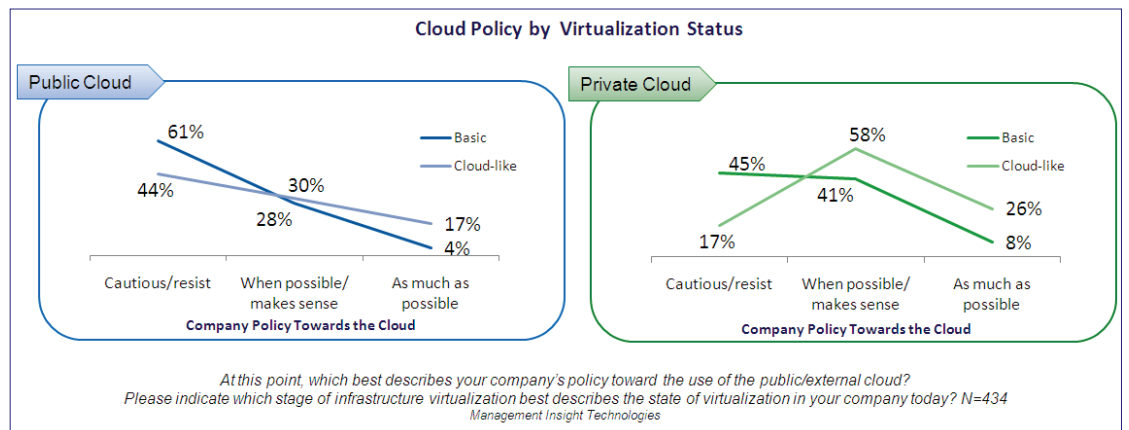 Cloud Policy by Virtualization Status
Public Cloud
61%
44%
28%
30%
17%
4%
Basic
Cloud-like
Cautious/resist
When possible/
makes sense
As much as
possible
Company Policy Towards the Cloud
Private Cloud
45%
17%
41%
58%
26%
8%
Basic
Cloud-like
Cautious/resist
When possible/
makes sense
As much as
possible
Company Policy Towards the Cloud
At this point, which best describes your company's policy toward the use of the public/external cloud?
Please indicate which stage of infrastructure virtualization best describes the state of virtualization in your company today? N=434
Management Insight Technologies